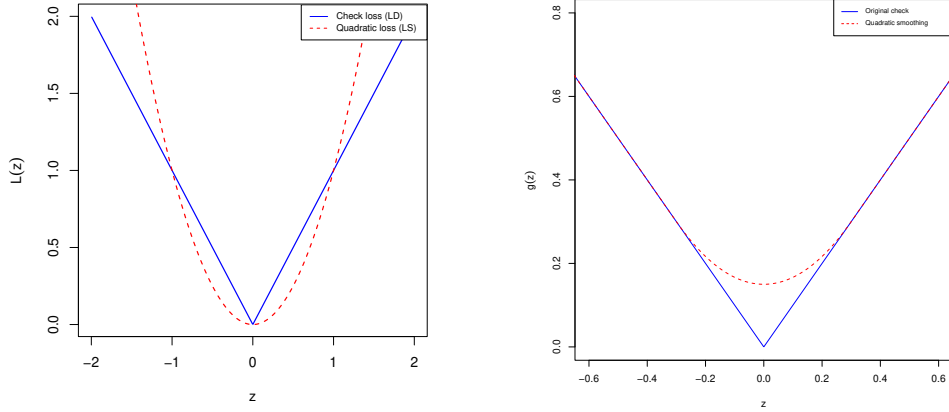 Check loss (LD)
Quadratic loss (LS)
L(z)
2.0
1.5
1.0
0.5
0.0
−2
−1
0
1
2
z
Original check
Quadratic smoothing
g(z)
0.8
0.6
0.4
0.2
0.0
−0.6
−0.4
−0.2
0.0
0.2
0.4
0.6
z